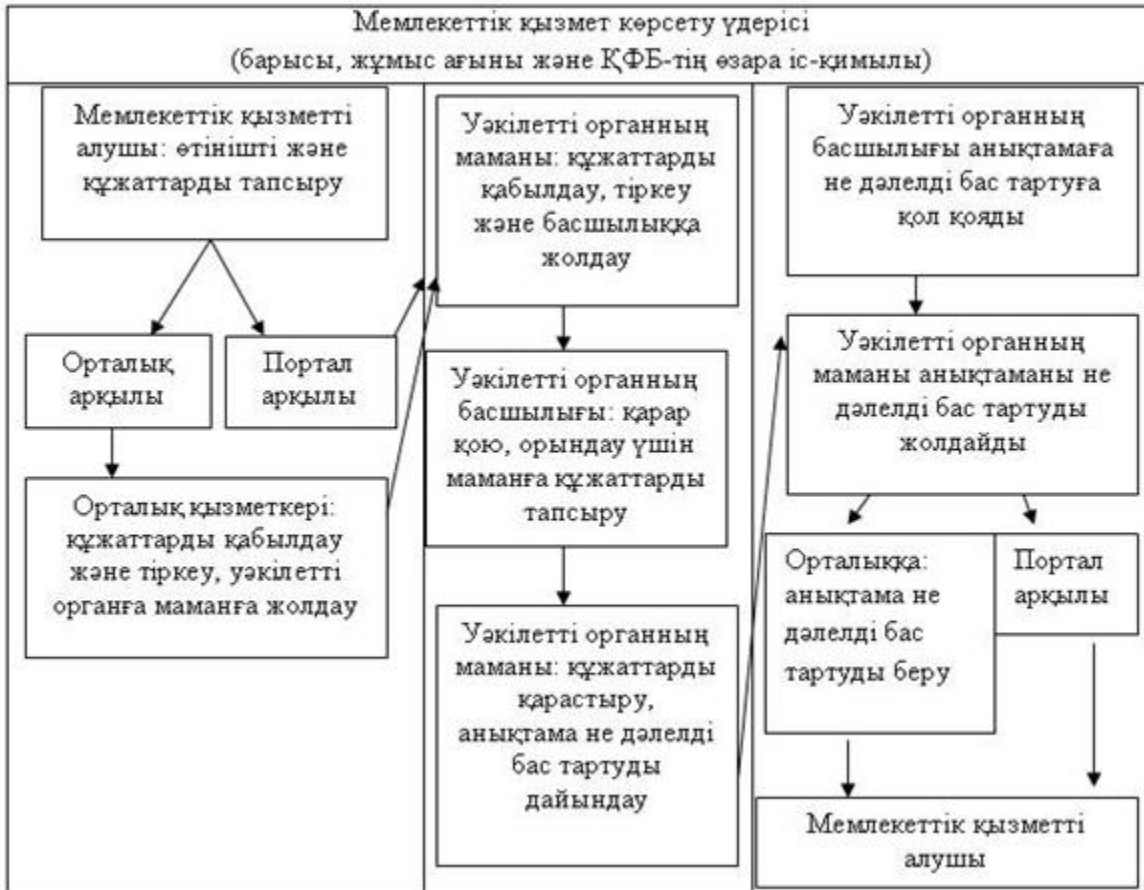 Мемлекеттік қызмет көрсету үдерісі
(барысы, жұмыс ағыны және ҚФБ-тің өзара іс-қимылы)
Мемлекеттік қызметті
алушы: өтінішті және
құжаттарды тапсыру
Орталық
арқылы
Портал
арқылы
Орталық қызметкері:
құжаттарды қабылдау
және тіркеу, уәкілетті
органға маманға жолдау
Уәкілетті органның
маманы: құжаттарды
қабылдау, тіркеу
және басшылыққа
жолдау
Уәкілетті органның
басшылығы: қарар
қою, орындау үшін
маманға құжаттарды
тапсыру
Уәкілетті органның
маманы: құжаттарды
қарастыру,
анықтама не дәлелді
бас тартуды
дайындау
Уәкілетті органның
басшылығы анықтамаға
не дәлелді бас тартуға
қол қояды
Уәкілетті органның
маманы анықтаманы не
дәлелді бас тартуды
жолдайды
Орталыққа:
анықтама не
дәлелді бас
тартуды беру
Портал
арқылы
Мемлекеттік қызметті
алушы